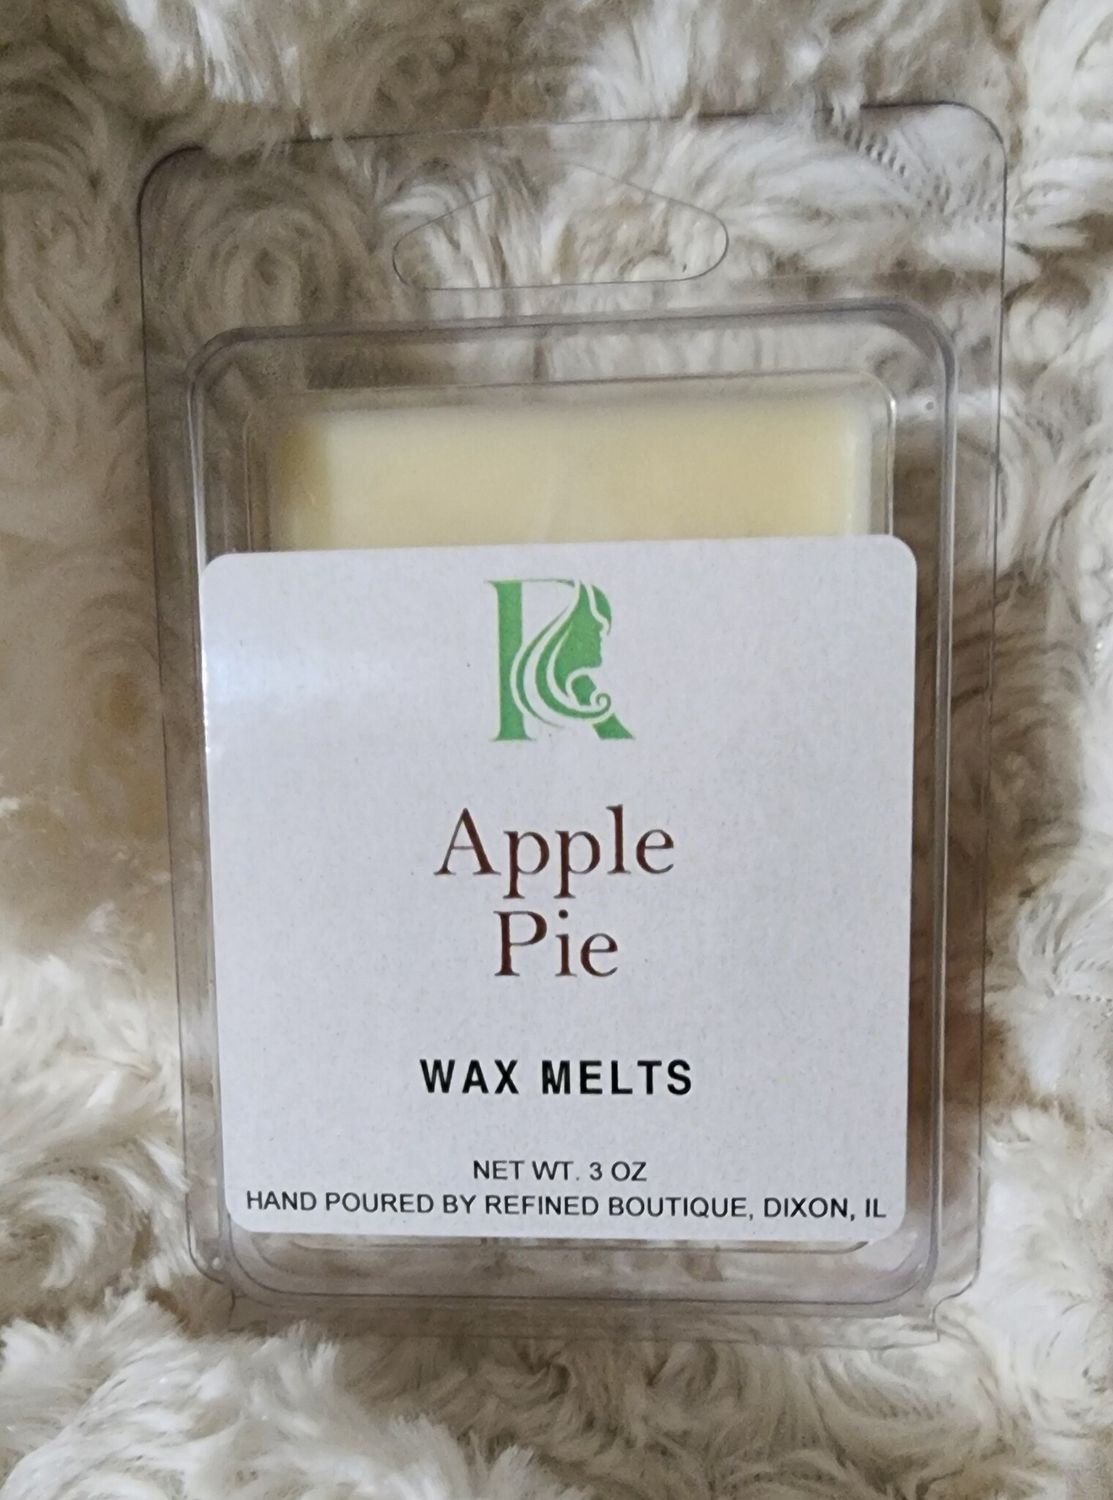 R
Apple
Pie
WAX MELTS
NET WT. 3 OZ
HAND POURED BY REFINED BOUTIQUE, DIXON, IL